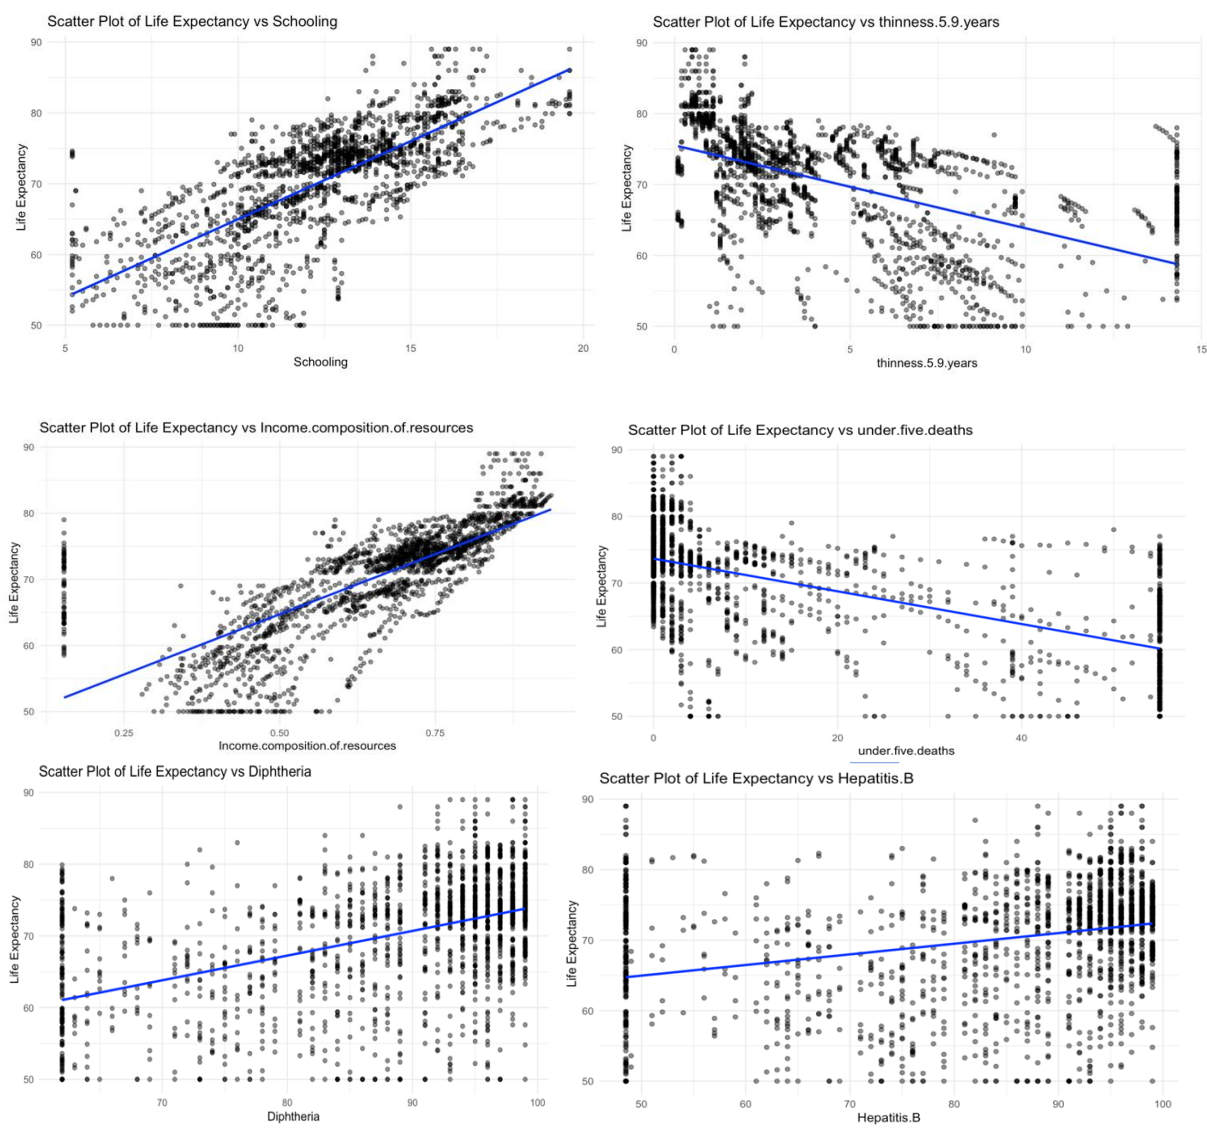 Scatter Plot of Life Expectancy vs Schooling
90
80
70
60
50
Life Expectancy
5 10 15 20
Schooling
Scatter Plot of Life Expectancy vs thinness.5.9.years
90
80
70
60
50
Life Expectancy
0 5 10 15
thinness.5.9.years
Scatter Plot of Life Expectancy vs Income.composition.of.resources
90
80
70
60
50
Life Expectancy
0.25 0.50 0.75
Income.composition.of.resources
Scatter Plot of Life Expectancy vs under.five.deaths
90
80
70
60
50
Life Expectancy
0 20 40
under.five.deaths
Scatter Plot of Life Expectancy vs Diphtheria
90
80
70
60
50
Life Expectancy
70 80 90 100
Diphtheria
Scatter Plot of Life Expectancy vs Hepatitis.B
90
80
70
60
50
Life Expectancy
50 60 70 80 90 100
Hepatitis.B